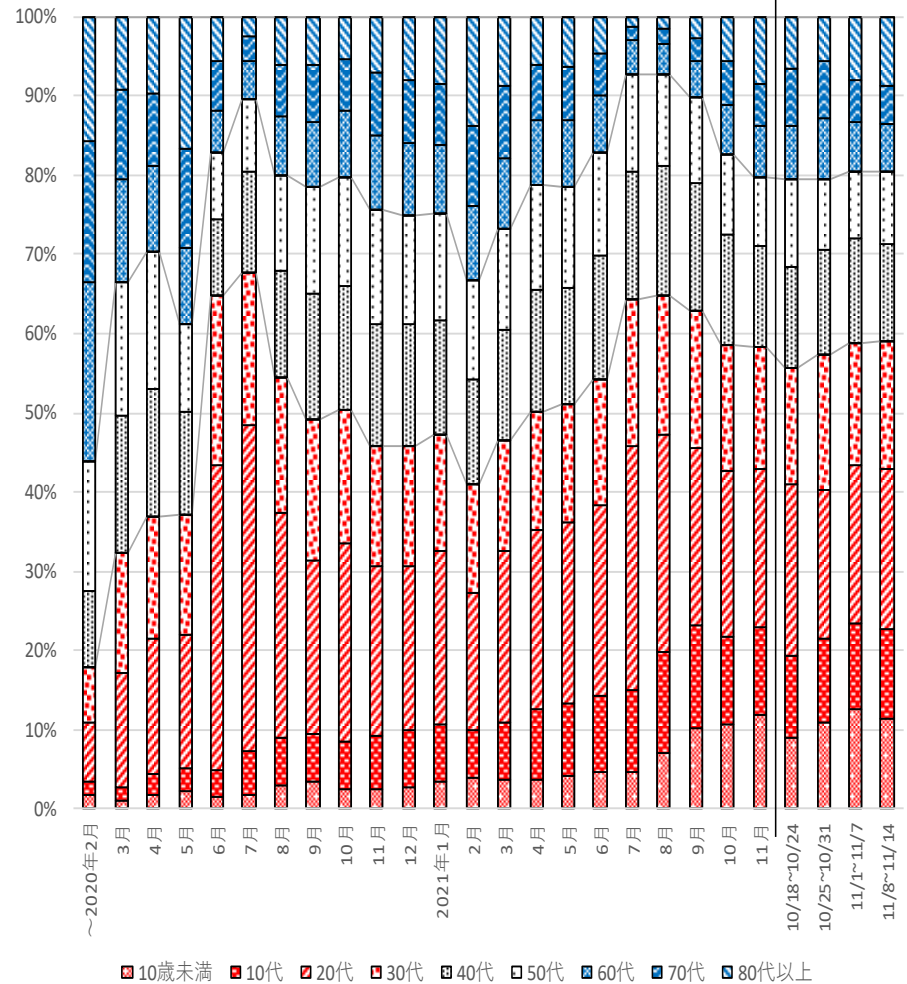 100%
90%
80%
70%
60%
50%
40%
30%
20%
10%
0%
～2020年2月
3月
4月
5月
6月
7月
8月
9月
10月
11月
12月
2021年1月
2月
3月
4月
5月
6月
7月
8月
9月
10月
11月
10/18~10/24
10/25~10/31
11/1~11/7
11/8~11/14
10歳未満 10代 20代 30代 40代 50代 60代 70代 80代以上